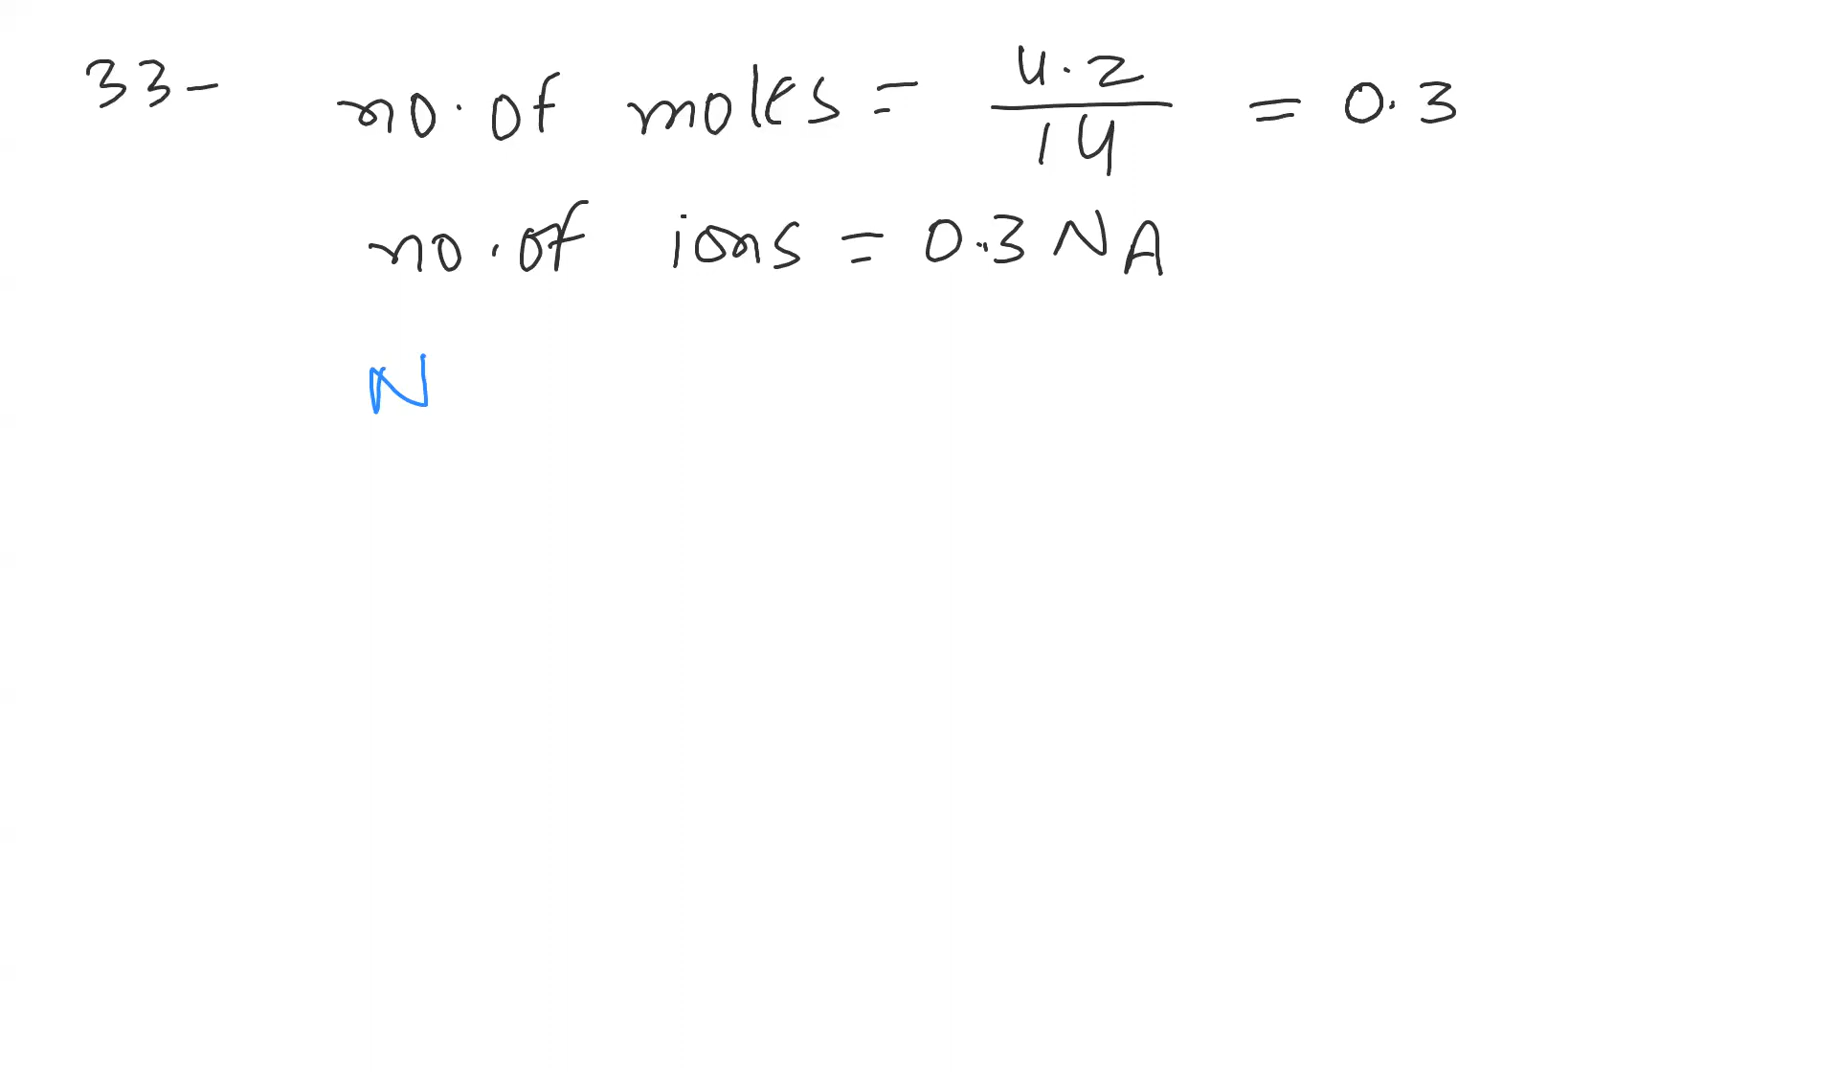 33- no. of moles = 4.2/14 = 0.3
no. of ions = 0.3 NA
N